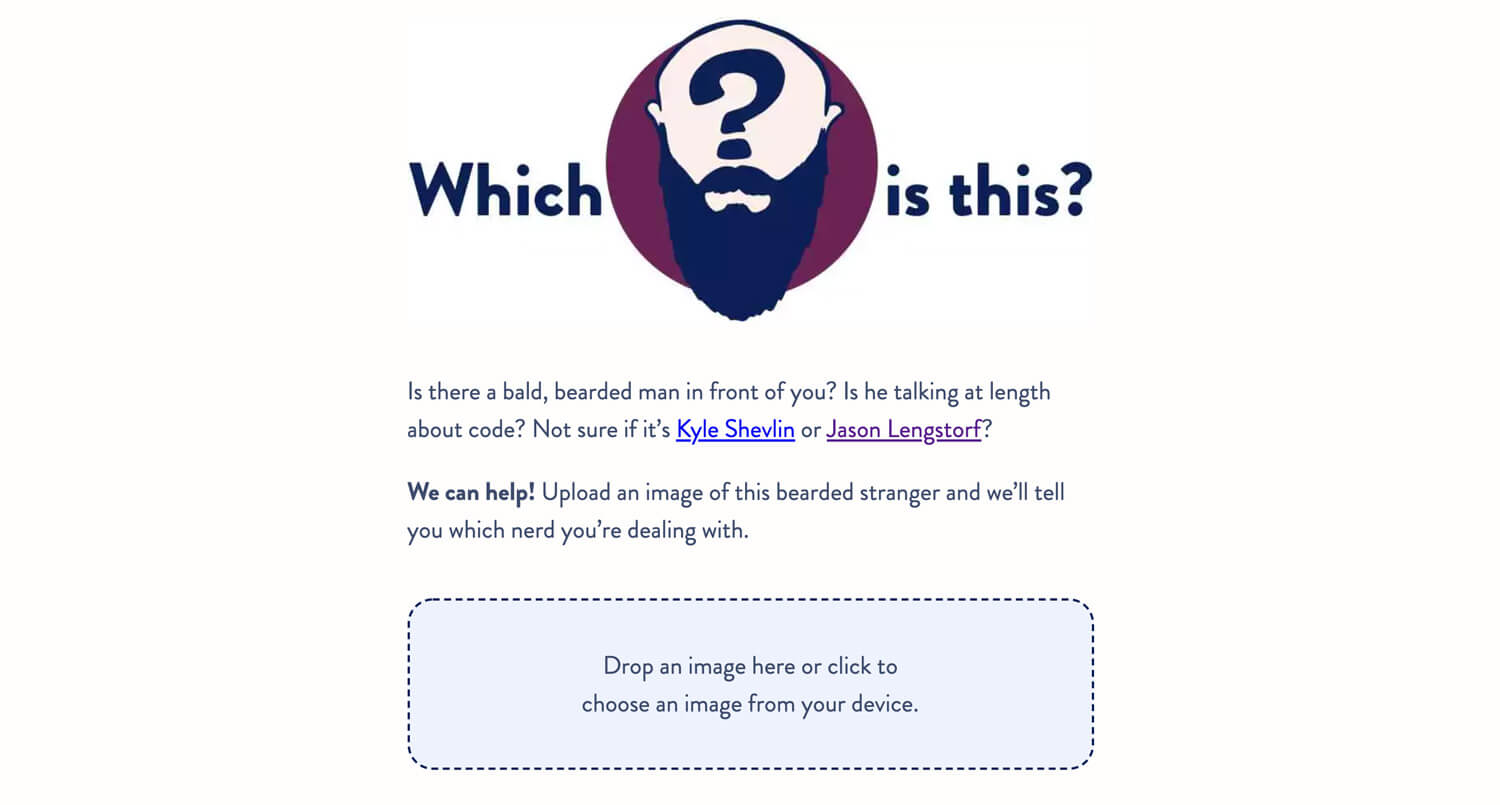 Which ? is this?
Is there a bald, bearded man in front of you? Is he talking at length
about code? Not sure if it’s Kyle Shevlin or Jason Lengstorf?
We can help! Upload an image of this bearded stranger and we’ll tell
you which nerd you’re dealing with.
Drop an image here or click to
choose an image from your device.